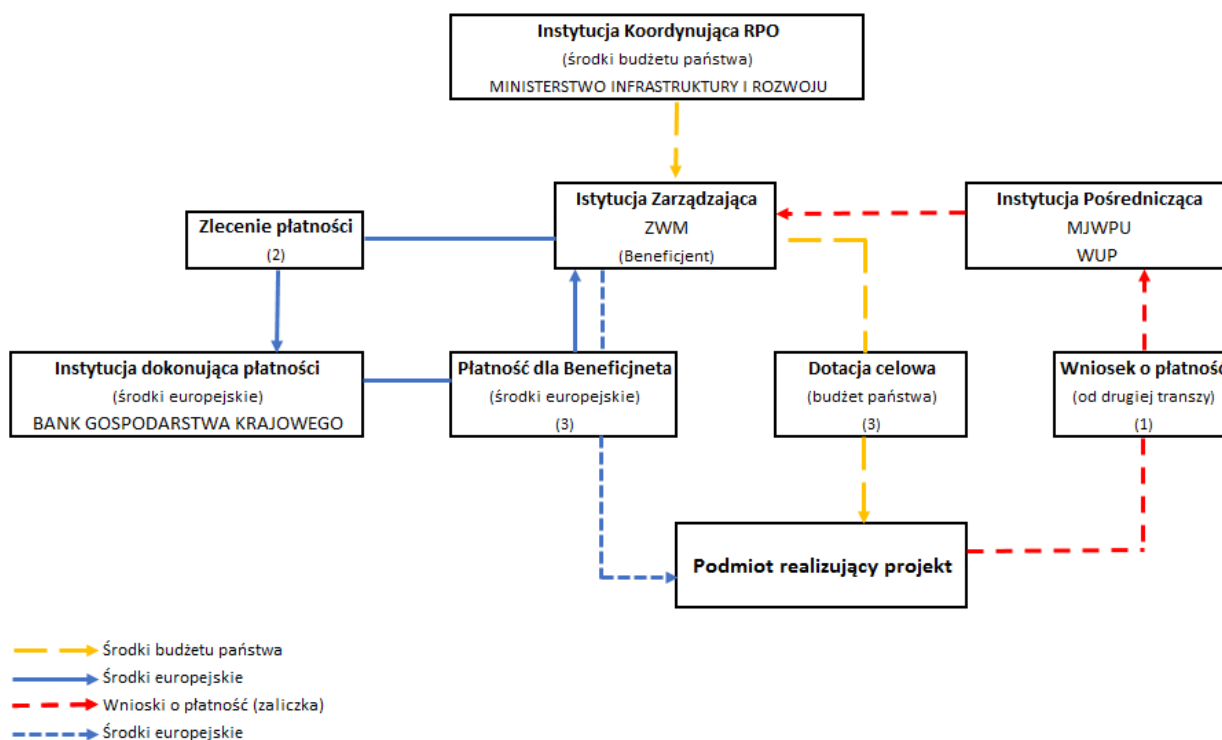 Instytucja Koordynująca RPO
(środki budżetu państwa)
MINISTERSTWO INFRASTRUKTURY I ROZWOJU
Istytucja Zarządzająca
ZWM
(Beneficjent)
Instytucja Pośrednicząca
MJWPU
WUP
Zlecenie płatności
(2)
Instytucja dokonująca płatności
(środki europejskie)
BANK GOSPODARSTWA KRAJOWEGO
Płatność dla Beneficjneta
(środki europejskie)
(3)
Dotacja celowa
(budżet państwa)
(3)
Wniosek o płatność
(od drugiej transzy)
(1)
Podmiot realizujący projekt
Środki budżetu państwa
Środki europejskie
Wnioski o płatność (zaliczka)
Środki europejskie